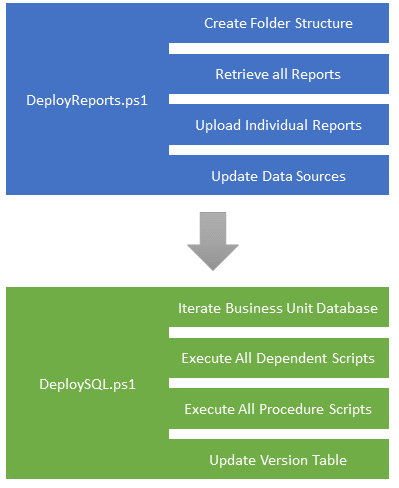 DeployReports.ps1
Create Folder Structure
Retrieve all Reports
Upload Individual Reports
Update Data Sources
DeploySQL.ps1
Iterate Business Unit Database
Execute All Dependent Scripts
Execute All Procedure Scripts
Update Version Table